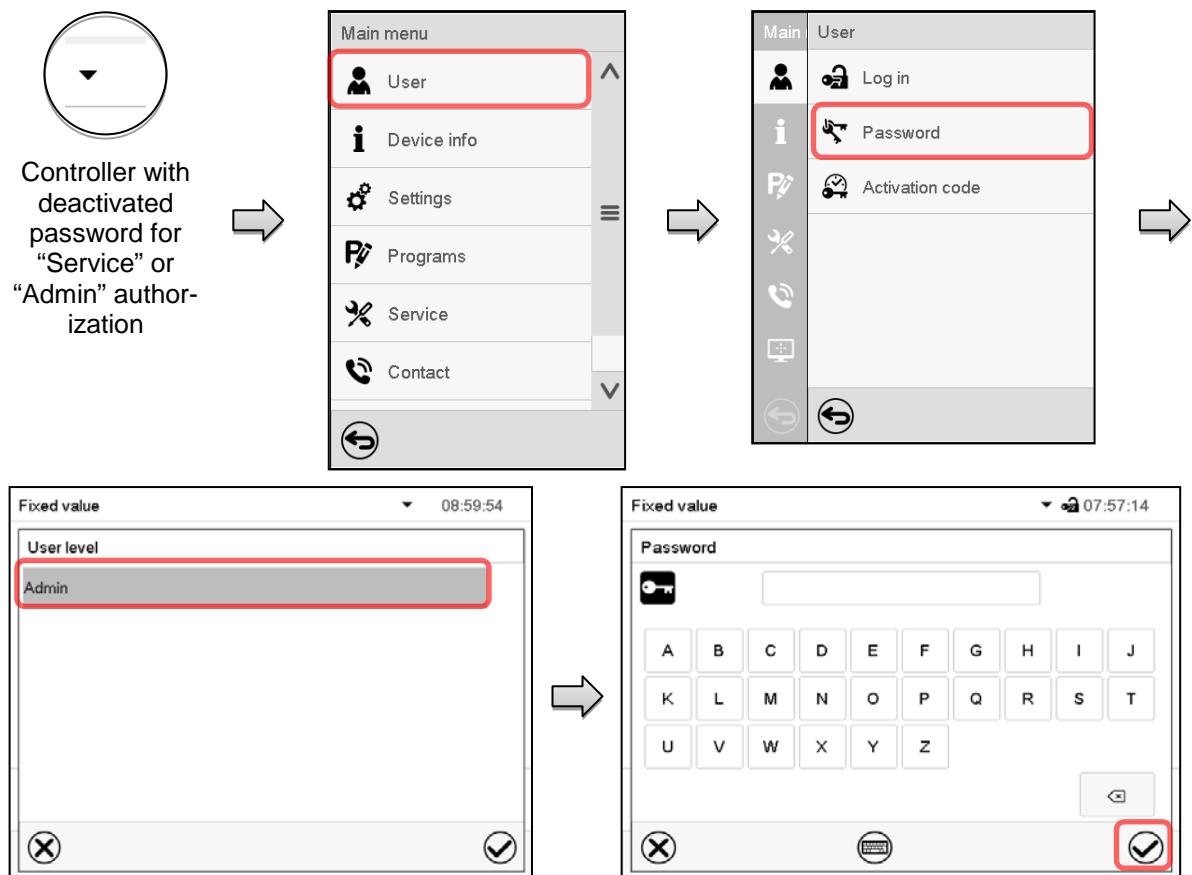 Controller with
deactivated
password for
“Service” or
“Admin” author-
ization
Main menu
User
Device info
Settings
Programs
Service
Contact
Main
User
Log in
Password
Activation code
Fixed value
08:59:54
User level
Admin
Fixed value
07:57:14
Password
A B C D E F G H I J
K L M N O P Q R S T
U V W X Y Z